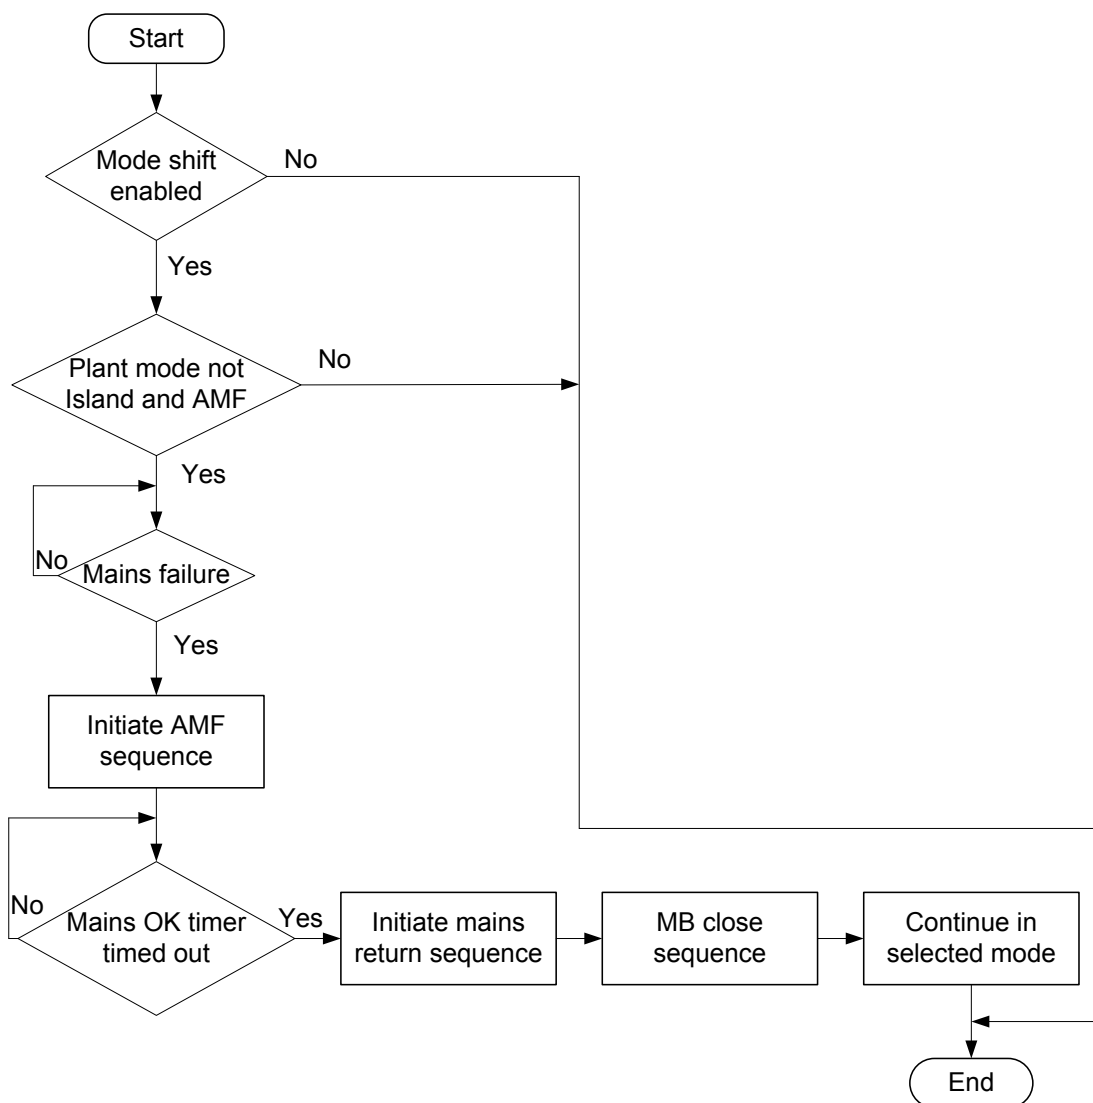 Start
Mode shift
enabled
No
Yes
Plant mode not
Island and AMF
No
Yes
No
Mains failure
Yes
Initiate AMF
sequence
No
Mains OK timer
timed out
Yes
Initiate mains
return sequence
MB close
sequence
Continue in
selected mode
End